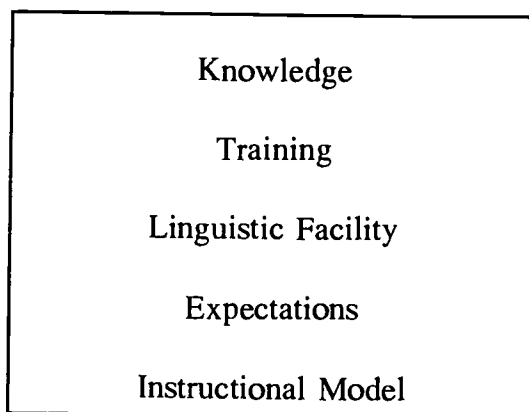 Knowledge
Training
Linguistic Facility
Expectations
Instructional Model